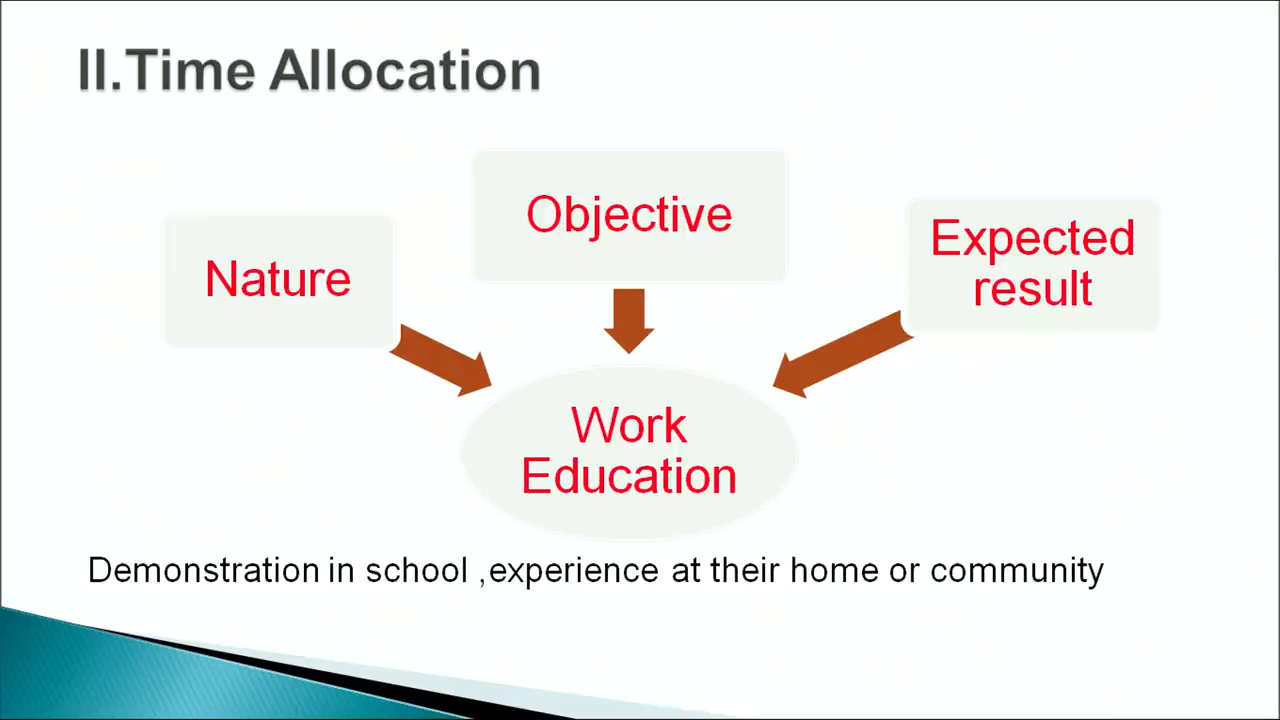 II.Time Allocation
Objective
Nature
Expected
result
Work
Education
Demonstration in school ,experience at their home or community